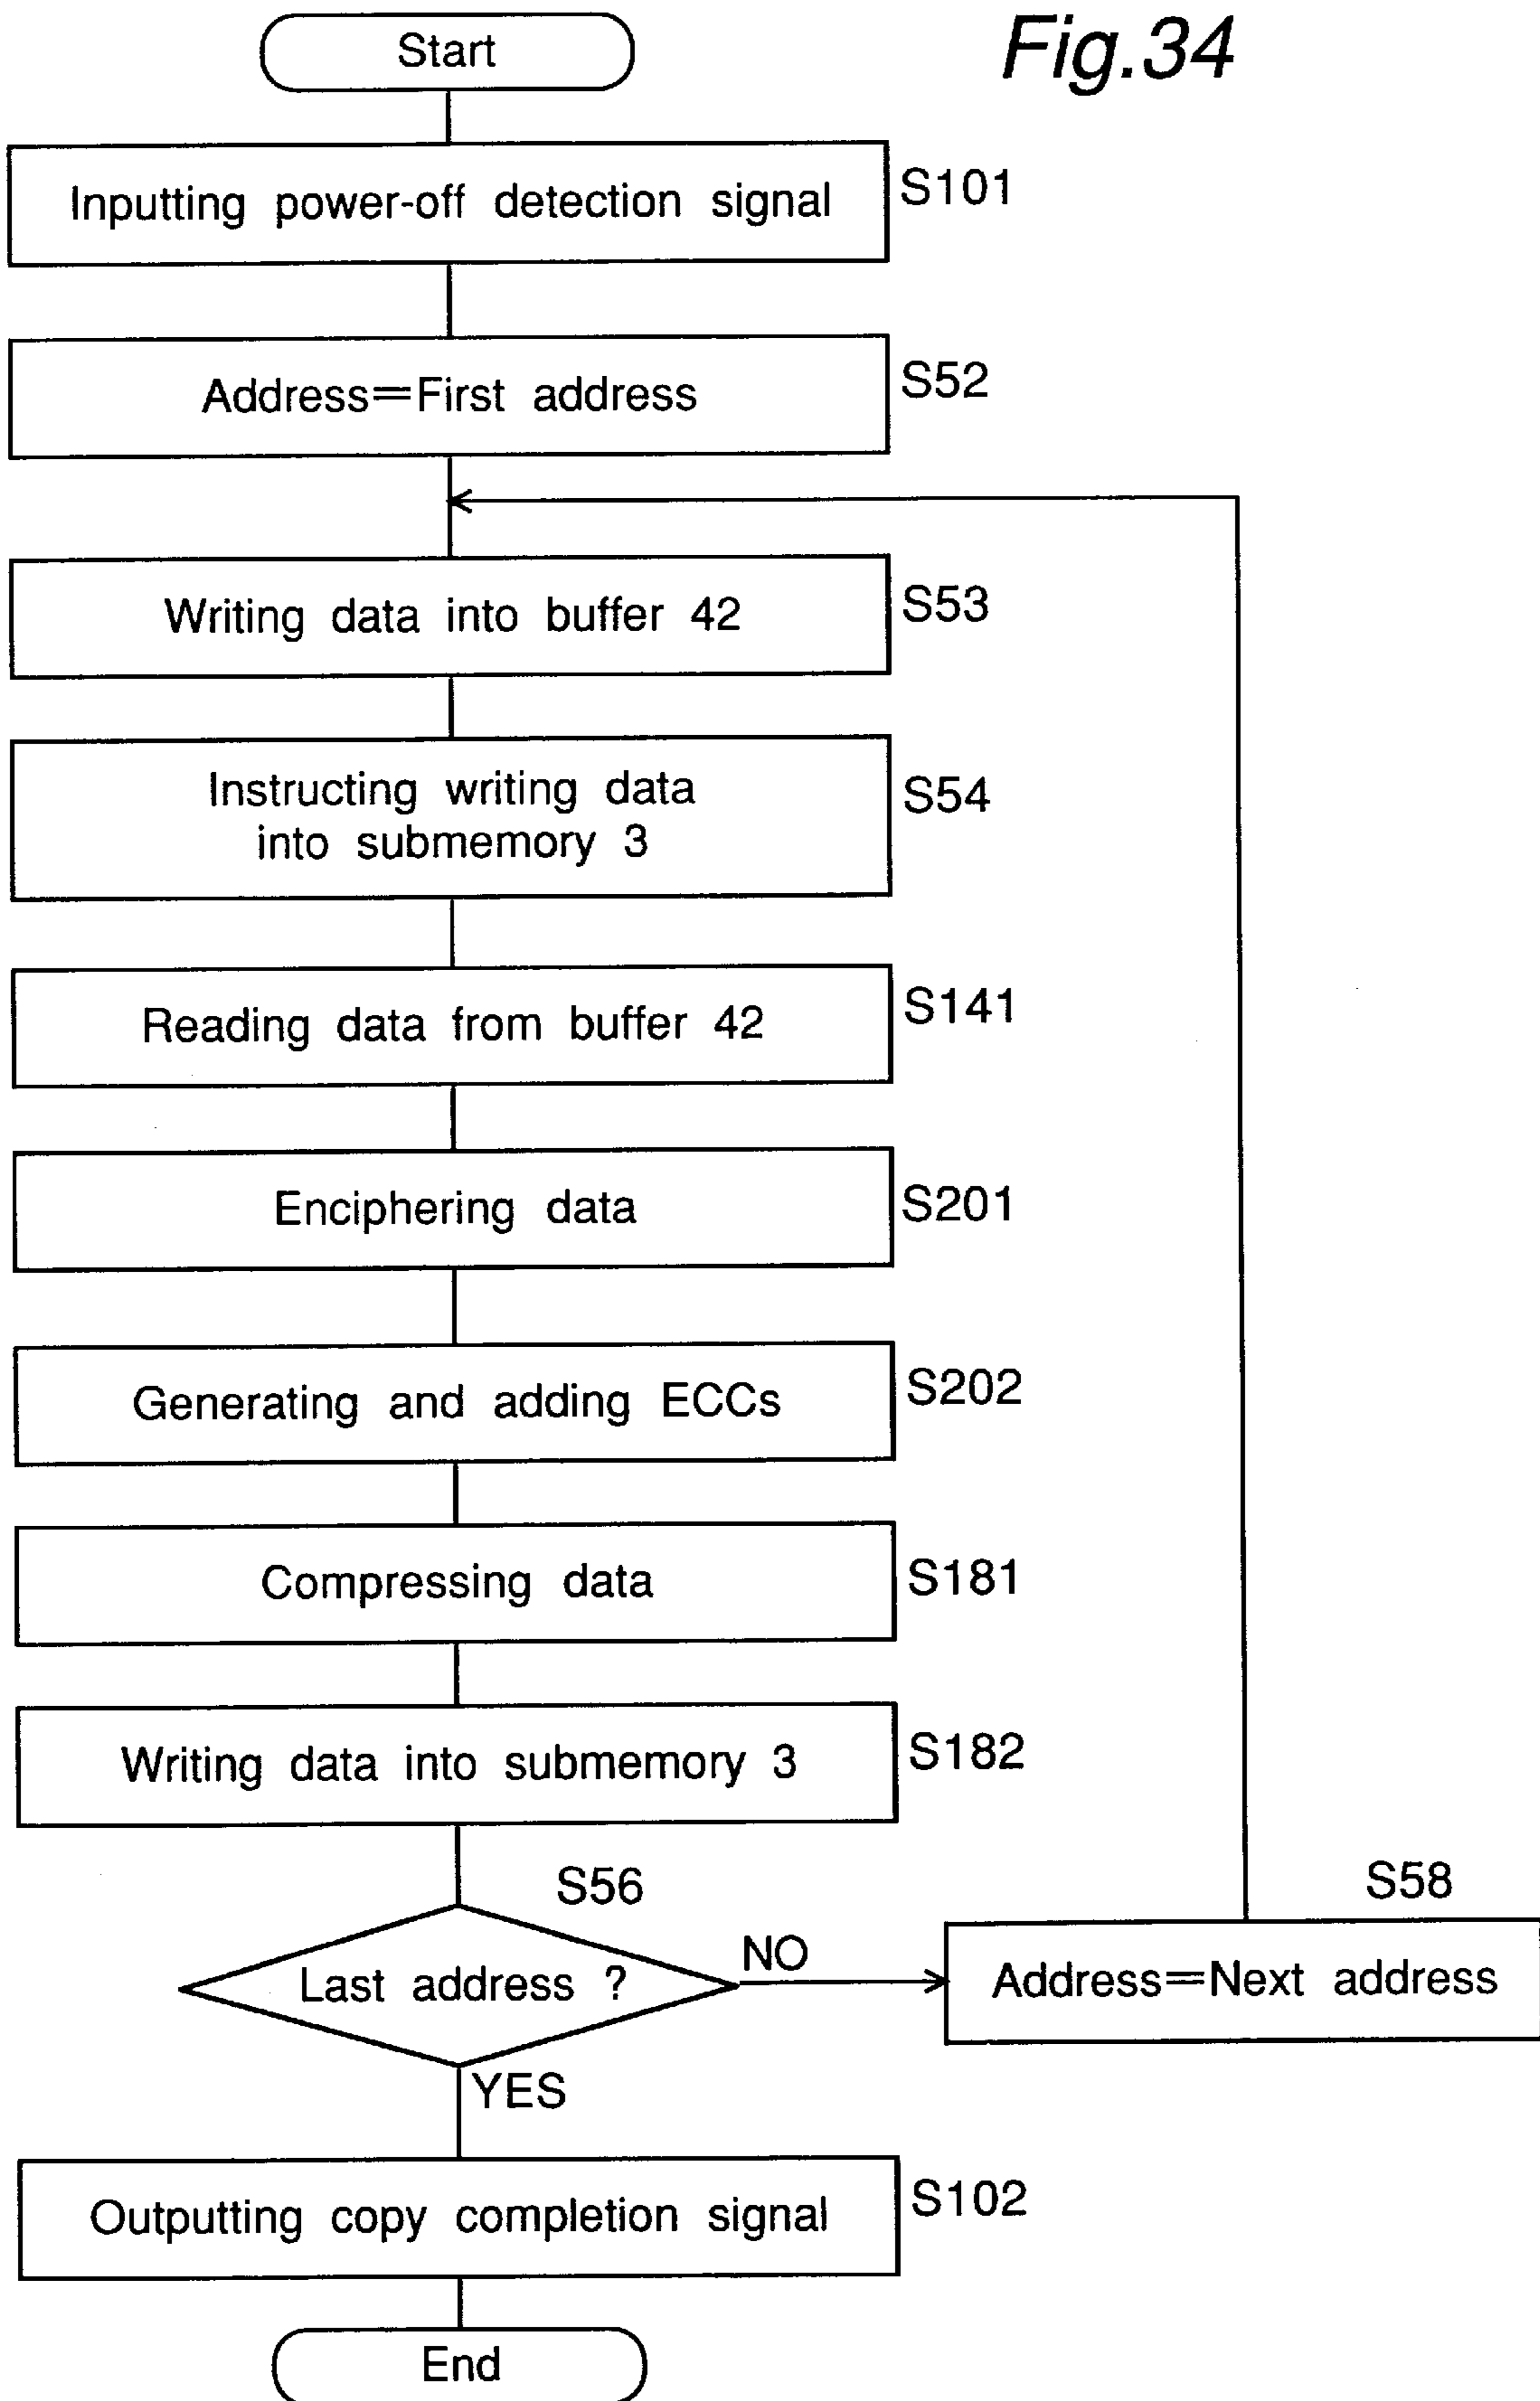 Fig.34
Start
Inputting power-off detection signal
S101
Address=First address
S52
Writing data into buffer 42
S53
Instructing writing data
into submemory 3
S54
Reading data from buffer 42
S141
Enciphering data
S201
Generating and adding ECCs
S202
Compressing data
S181
Writing data into submemory 3
S182
S56
Last address ?
NO
S58
Address=Next address
YES
Outputting copy completion signal
S102
End